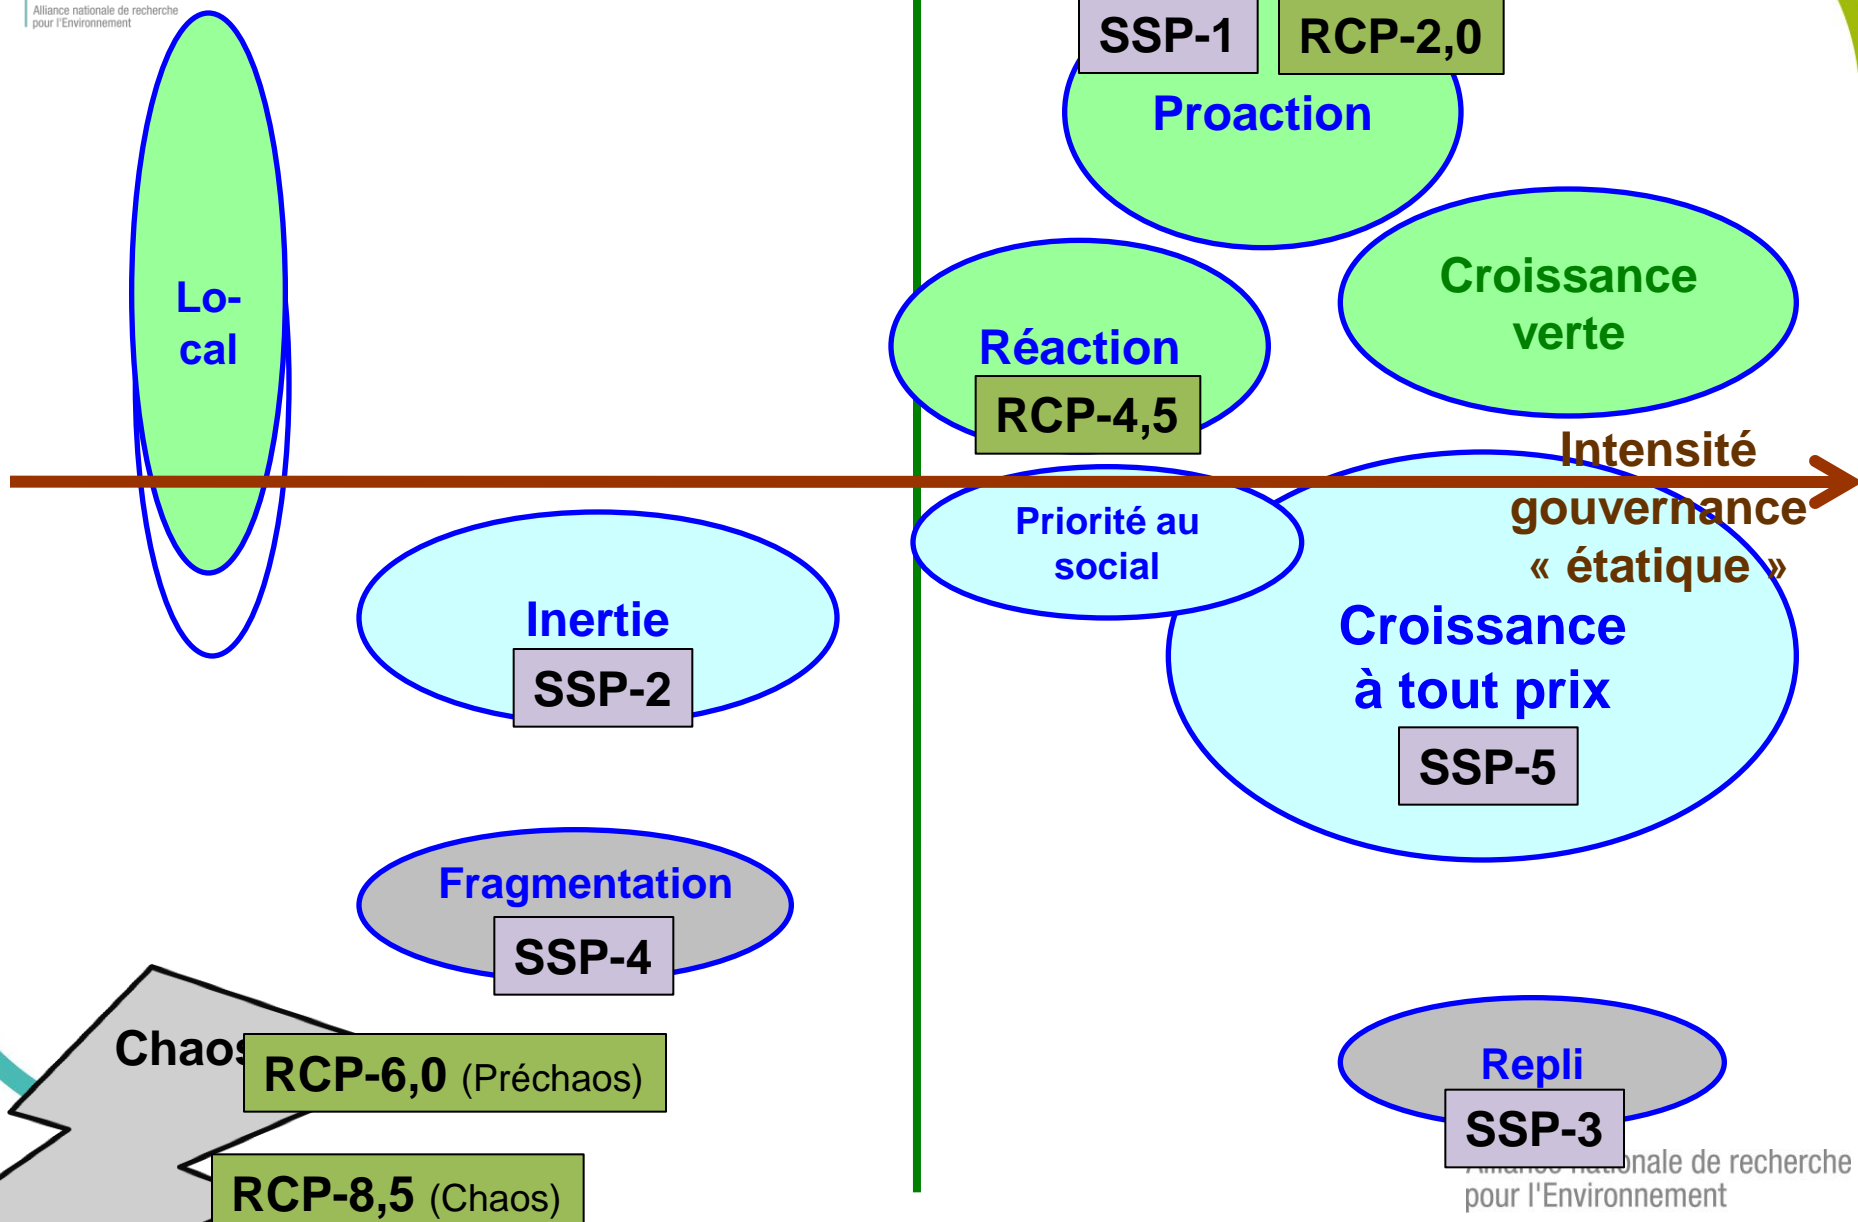 Alliance nationale de recherche
pour l'Environnement
SSP-1
RCP-2,0
Proaction
Croissance
verte
Lo-
cal
Réaction
RCP-4,5
Intensité
gouvernance
« étatique »
Priorité au
social
Inertie
SSP-2
Croissance
à tout prix
SSP-5
Fragmentation
SSP-4
Chaos
RCP-6,0 (Préchaos)
Repli
SSP-3
RCP-8,5 (Chaos)
Alliance nationale de recherche
pour l'Environnement